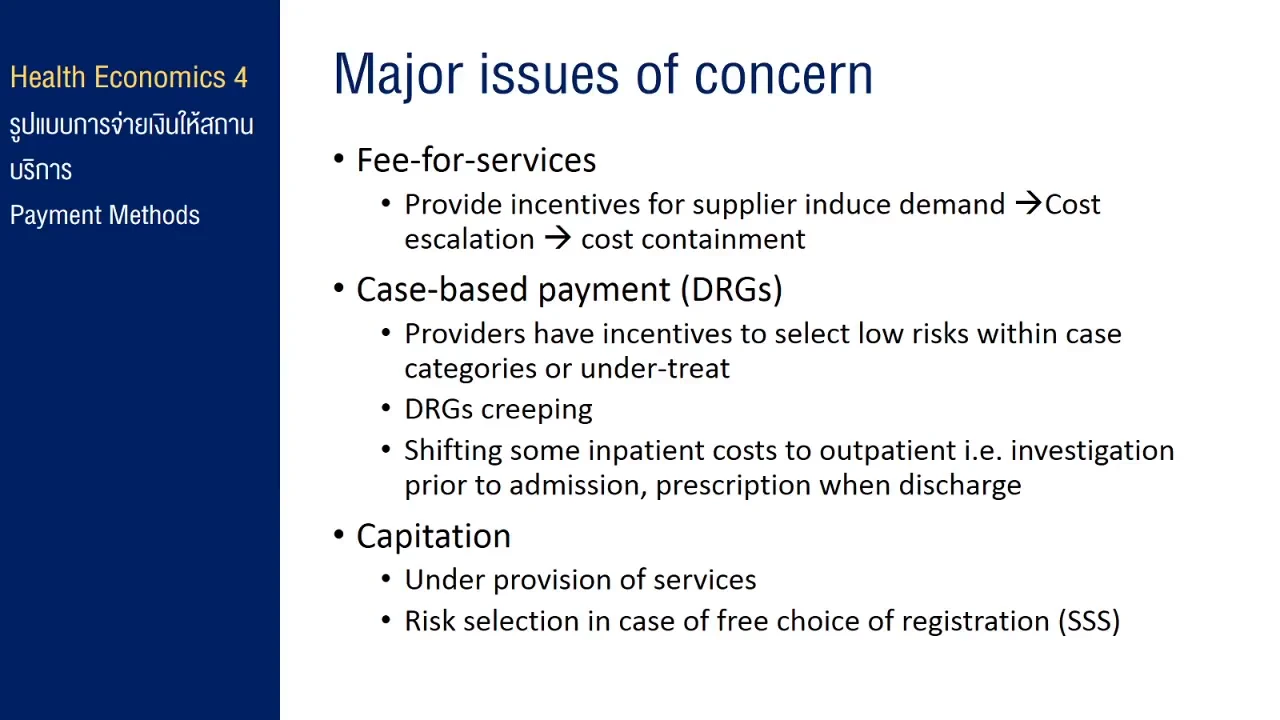 Health Economics 4
รูปแบบการจ่ายเงินให้สถาน
บริการ
Payment Methods
Major issues of concern
• Fee-for-services
• Provide incentives for supplier induce demand →Cost
escalation → cost containment
• Case-based payment (DRGs)
• Providers have incentives to select low risks within case
categories or under-treat
• DRGs creeping
• Shifting some inpatient costs to outpatient i.e. investigation
prior to admission, prescription when discharge
• Capitation
• Under provision of services
• Risk selection in case of free choice of registration (SSS)